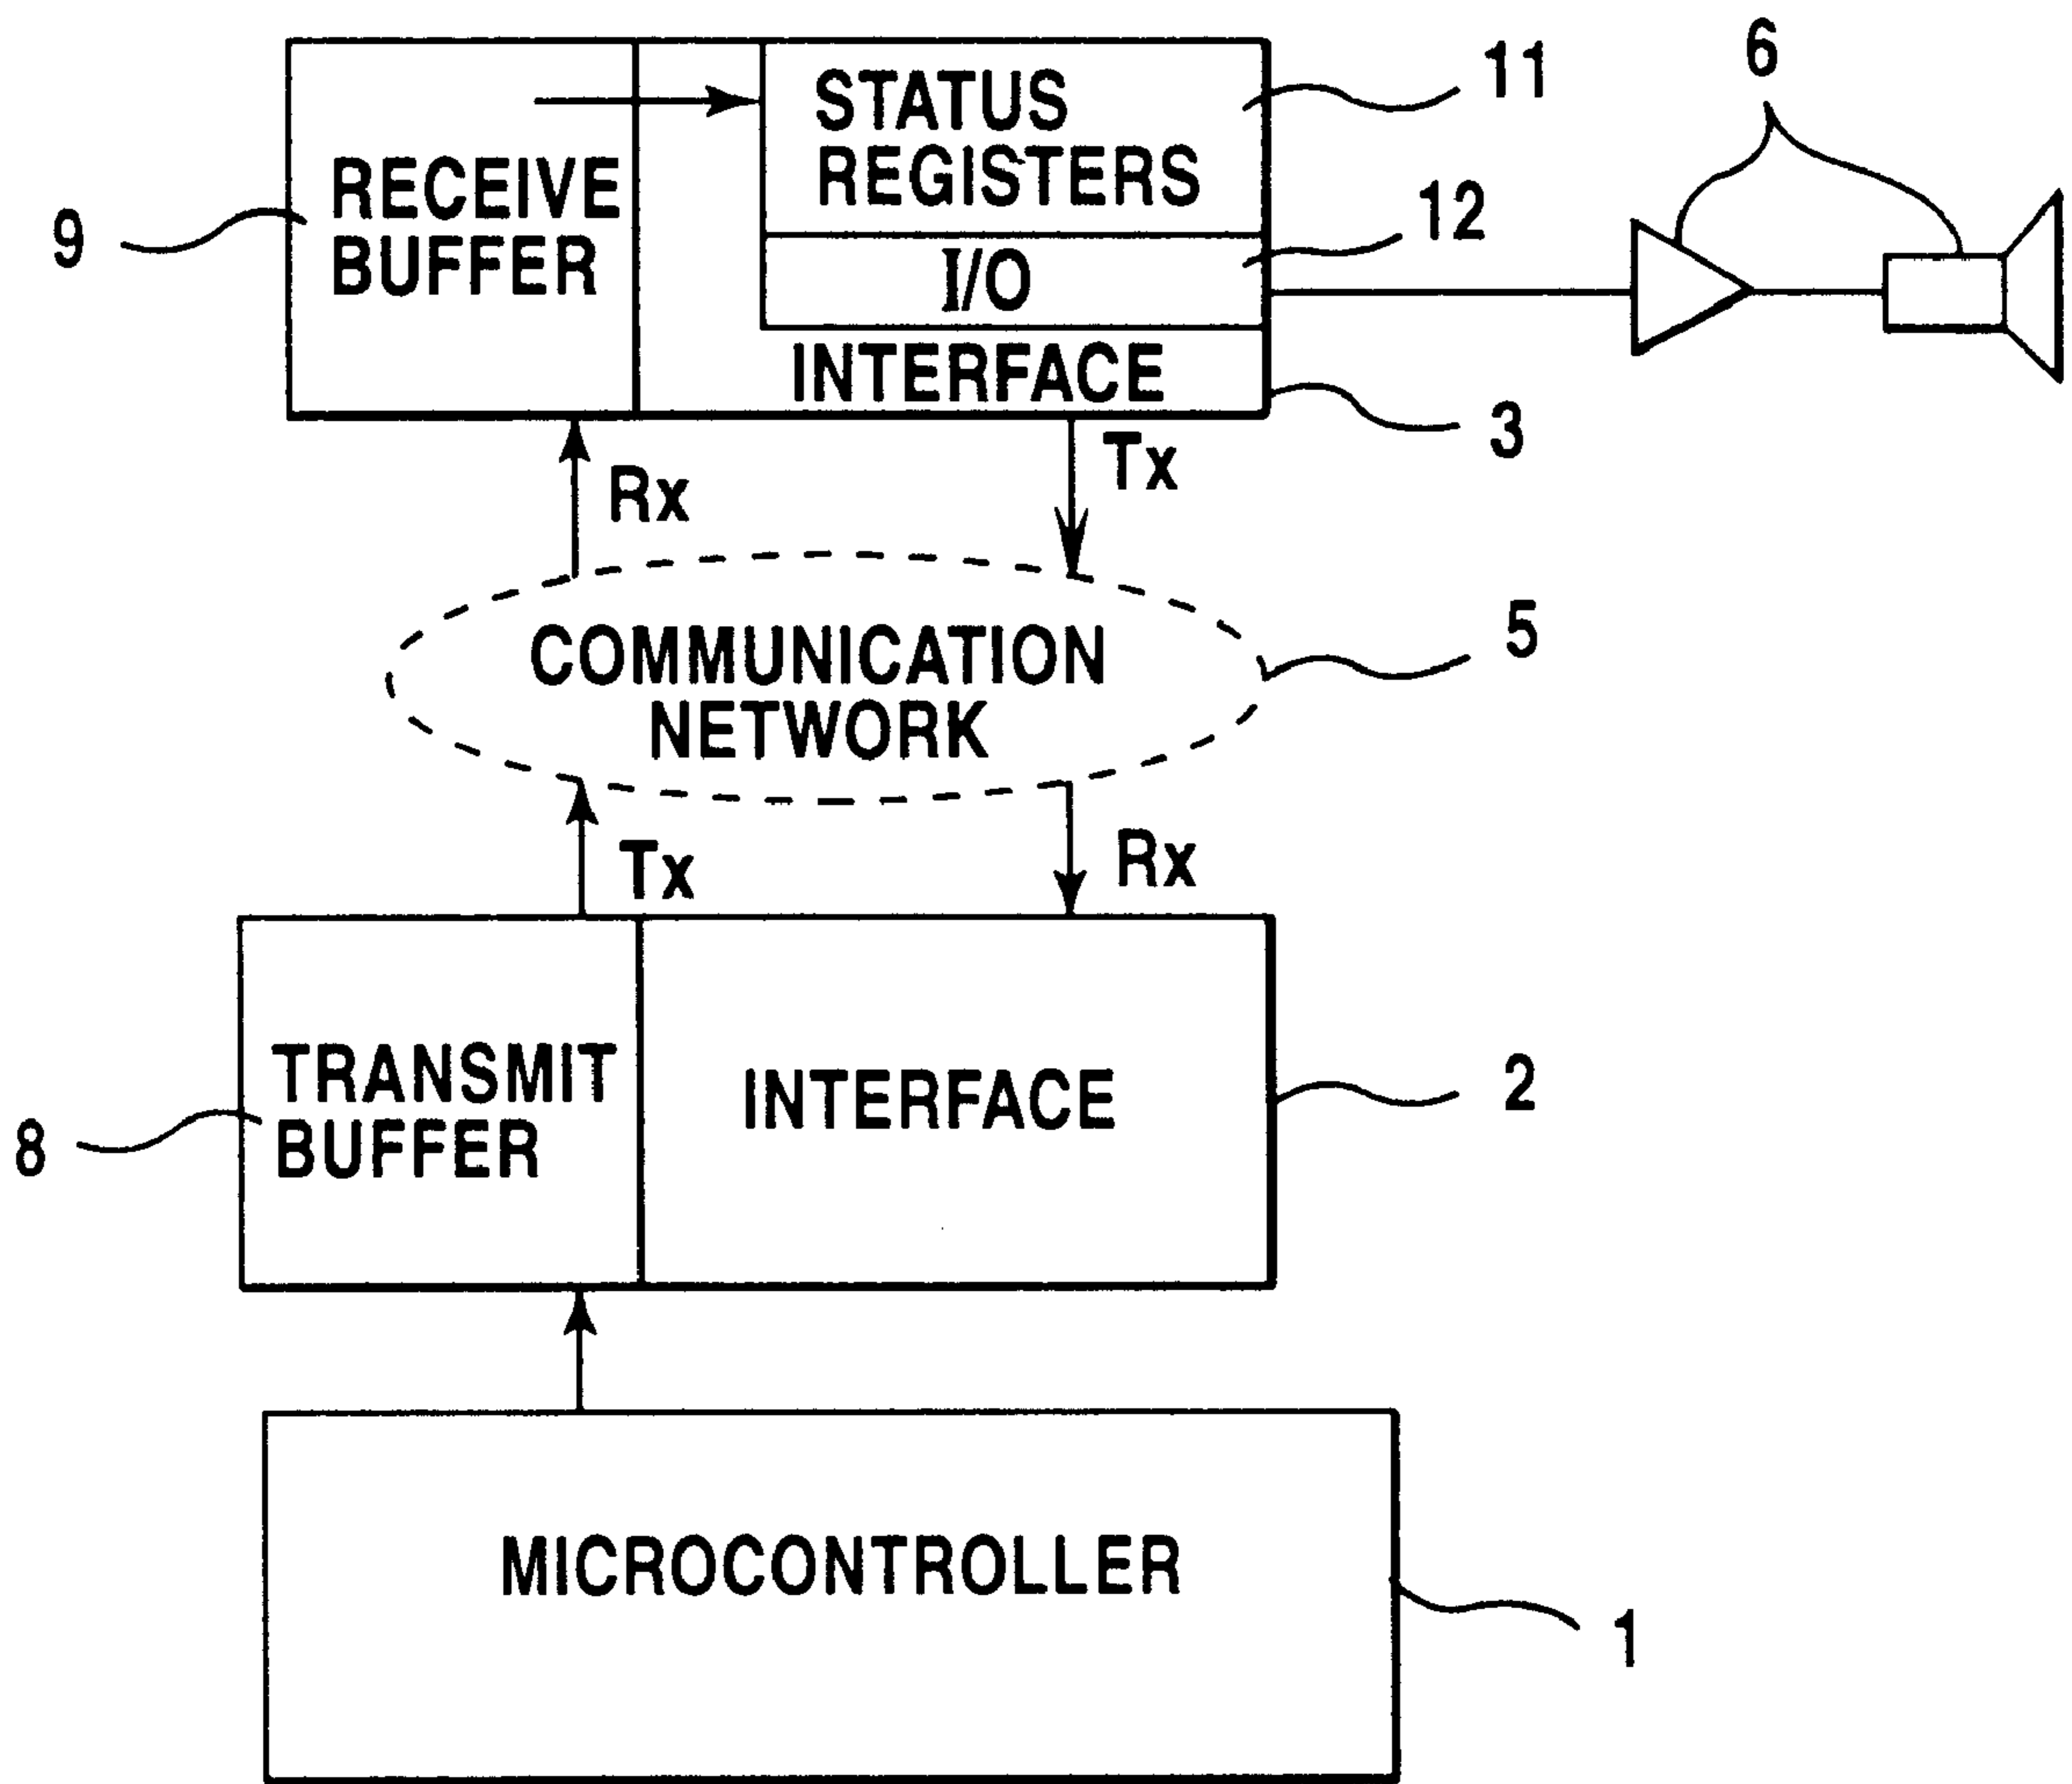 6
11
STATUS
REGISTERS
RECEIVE
BUFFER
9
12
I/O
INTERFACE
3
Rx
Tx
COMMUNICATION
NETWORK
5
Tx
Rx
TRANSMIT
BUFFER
INTERFACE
2
8
MICROCONTROLLER
1